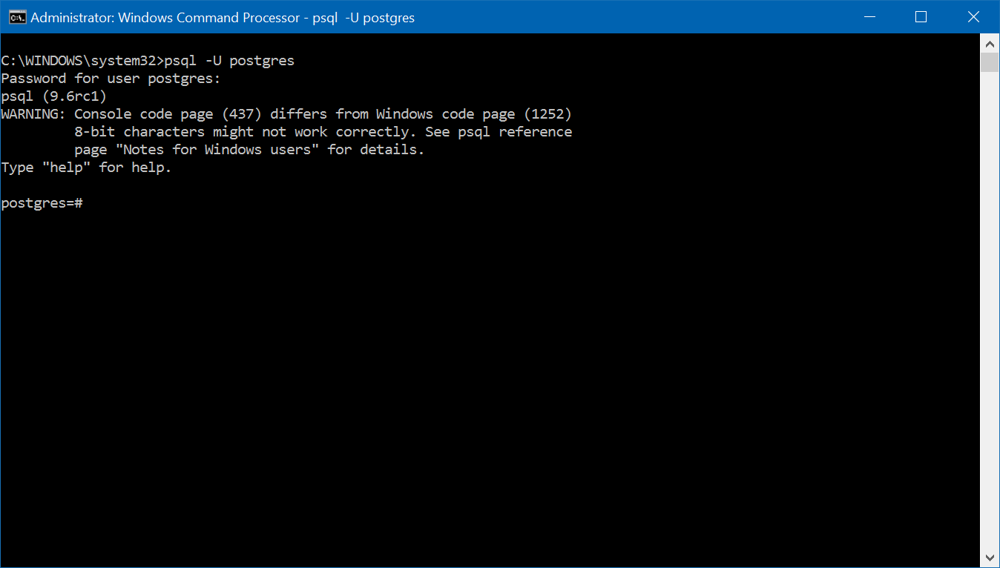 Administrator: Windows Command Processor - psql  -U postgres
C:\WINDOWS\system32>psql -U postgres
Password for user postgres:
psql (9.6rc1)
WARNING: Console code page (437) differs from Windows code page (1252)
         8-bit characters might not work correctly. See psql reference
         page "Notes for Windows users" for details.
Type "help" for help.
postgres=#